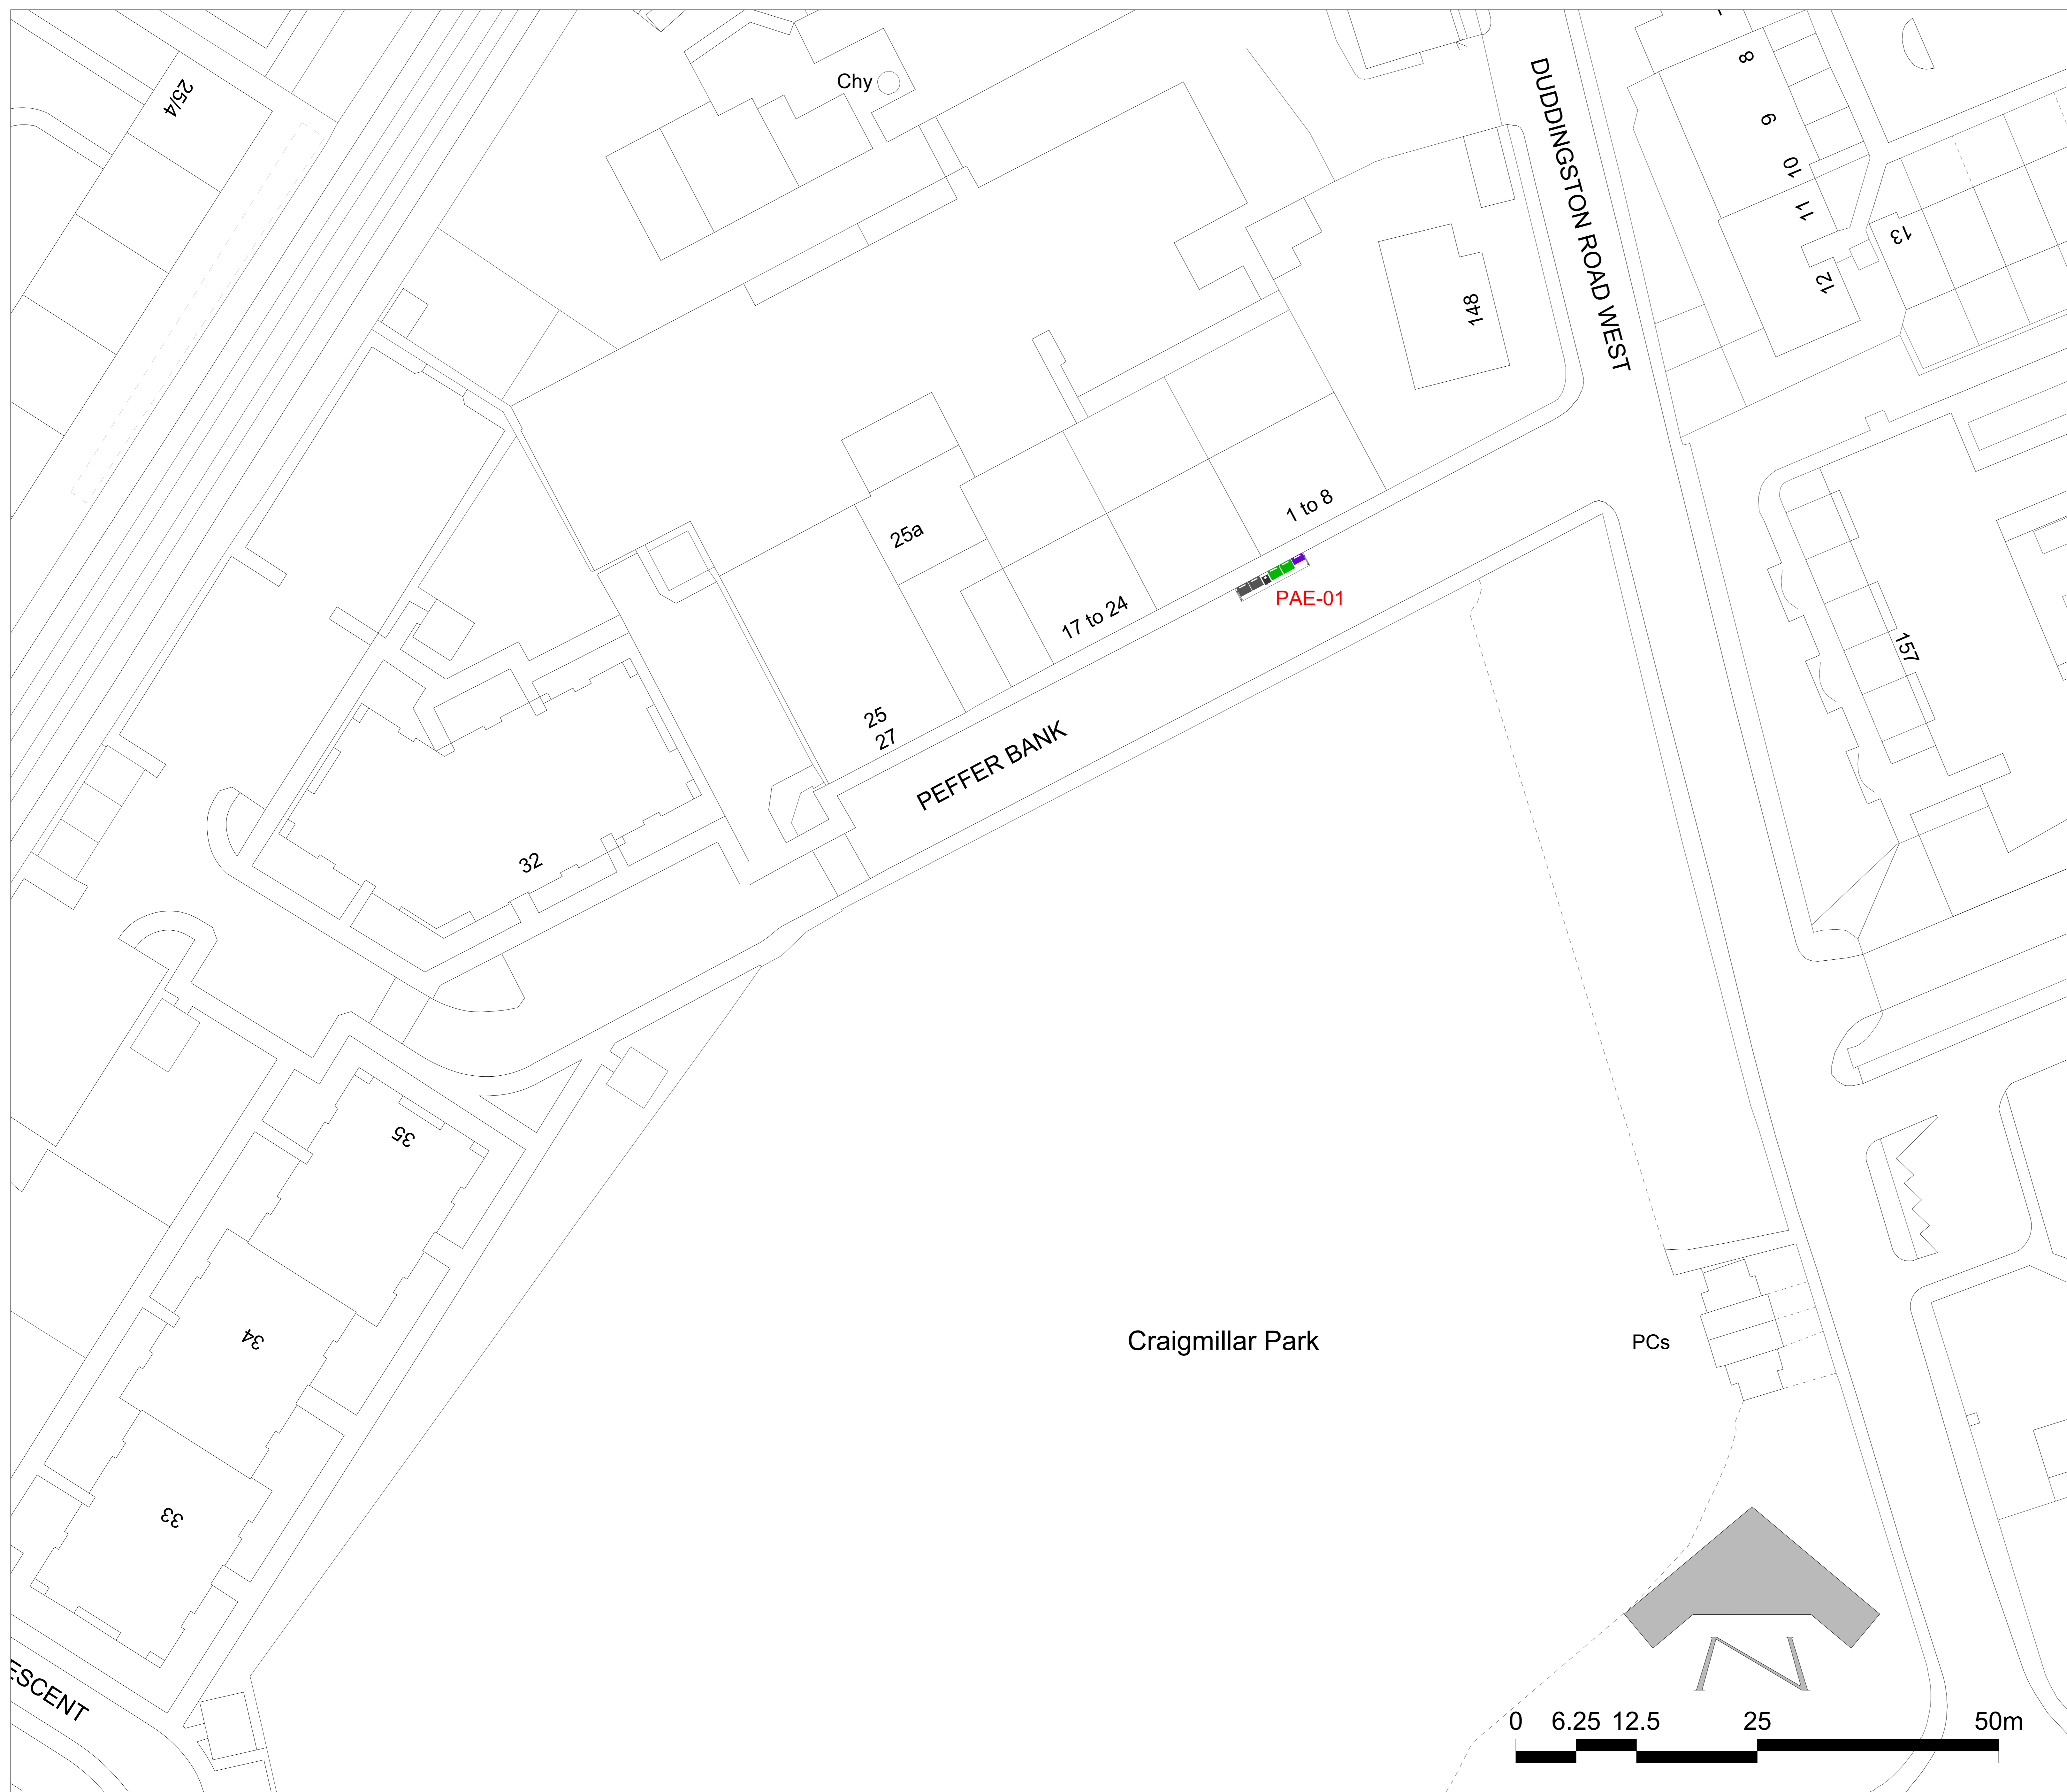 Chy
25/4
8
9
10
11
12
13
DUDDINGSTON ROAD WEST
148
1 to 8
25a
PAE-01
17 to 24
157
25
27
PEFFER BANK
32
35
34
Craigmillar Park
PCs
33
ESCENT
N
0 6.25 12.5 25 50m